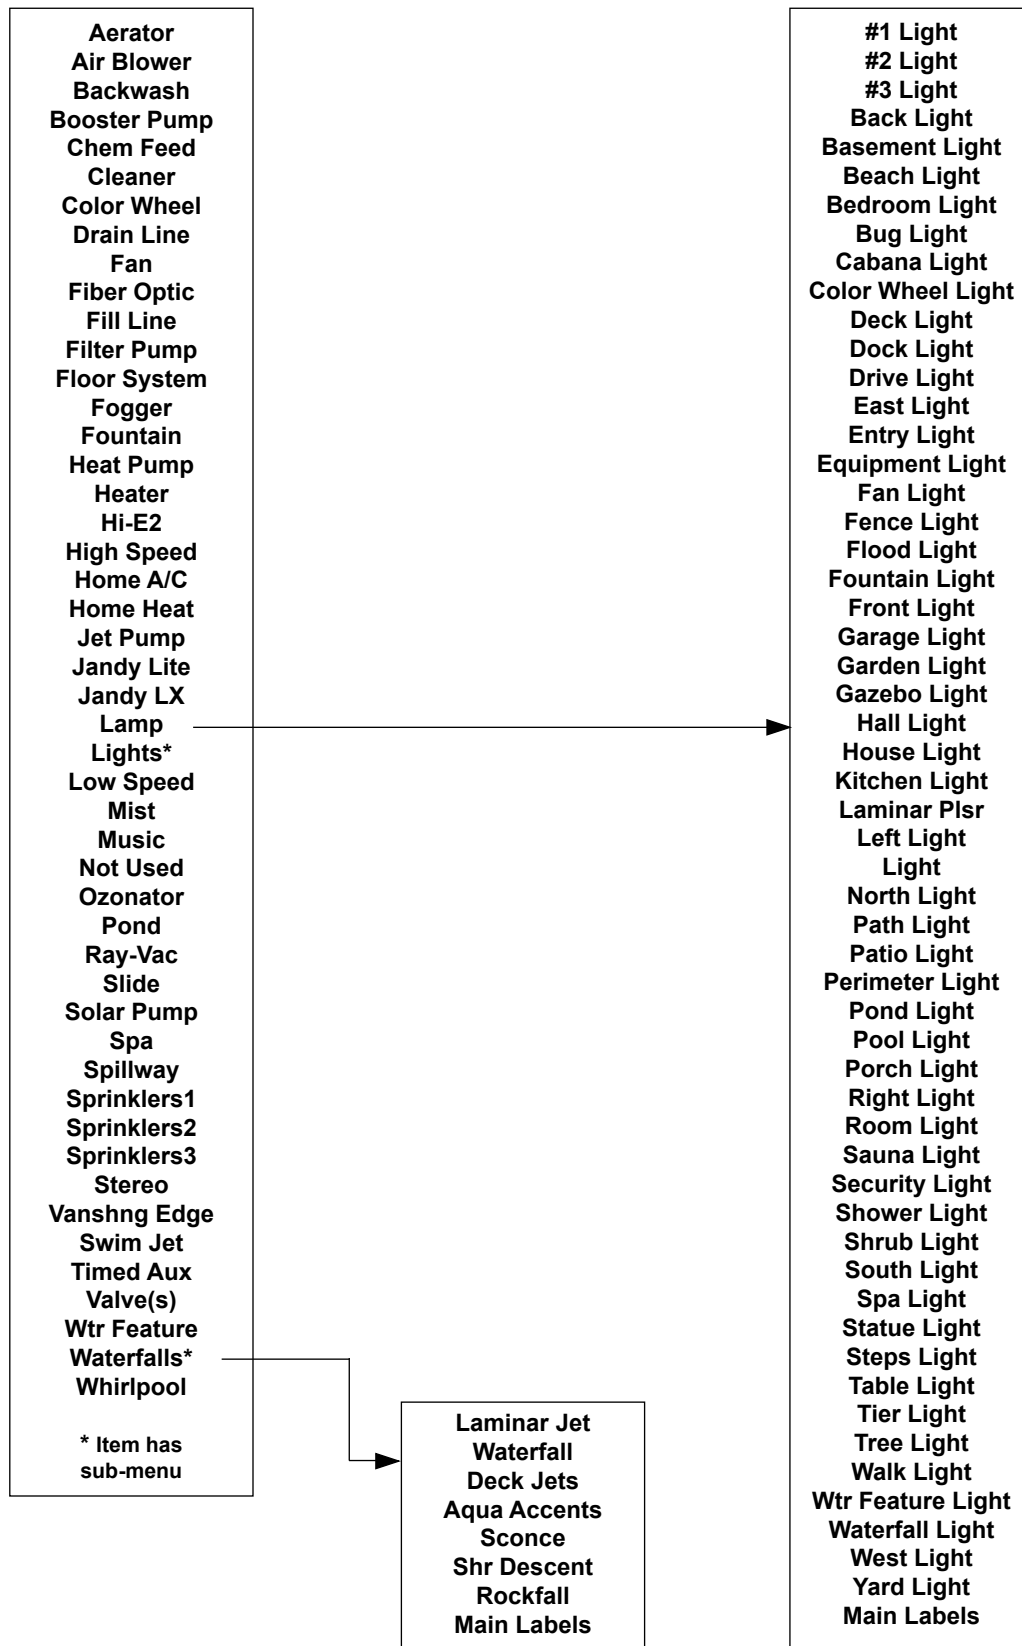 Aerator
Air Blower
Backwash
Booster Pump
Chem Feed
Cleaner
Color Wheel
Drain Line
Fan
Fiber Optic
Fill Line
Filter Pump
Floor System
Fogger
Fountain
Heat Pump
Heater
Hi-E2
High Speed
Home A/C
Home Heat
Jet Pump
Jandy Lite
Jandy LX
Lamp
Lights*
Low Speed
Mist
Music
Not Used
Ozonator
Pond
Ray-Vac
Slide
Solar Pump
Spa
Spillway
Sprinklers1
Sprinklers2
Sprinklers3
Stereo
Vanshng Edge
Swim Jet
Timed Aux
Valve(s)
Wtr Feature
Waterfalls*
Whirlpool
* Item has
sub-menu
Laminar Jet
Waterfall
Deck Jets
Aqua Accents
Sconce
Shr Descent
Rockfall
Main Labels
#1 Light
#2 Light
#3 Light
Back Light
Basement Light
Beach Light
Bedroom Light
Bug Light
Cabana Light
Color Wheel Light
Deck Light
Dock Light
Drive Light
East Light
Entry Light
Equipment Light
Fan Light
Fence Light
Flood Light
Fountain Light
Front Light
Garage Light
Garden Light
Gazebo Light
Hall Light
House Light
Kitchen Light
Laminar Plsr
Left Light
Light
North Light
Path Light
Patio Light
Perimeter Light
Pond Light
Pool Light
Porch Light
Right Light
Room Light
Sauna Light
Security Light
Shower Light
Shrub Light
South Light
Spa Light
Statue Light
Steps Light
Table Light
Tier Light
Tree Light
Walk Light
Wtr Feature Light
Waterfall Light
West Light
Yard Light
Main Labels